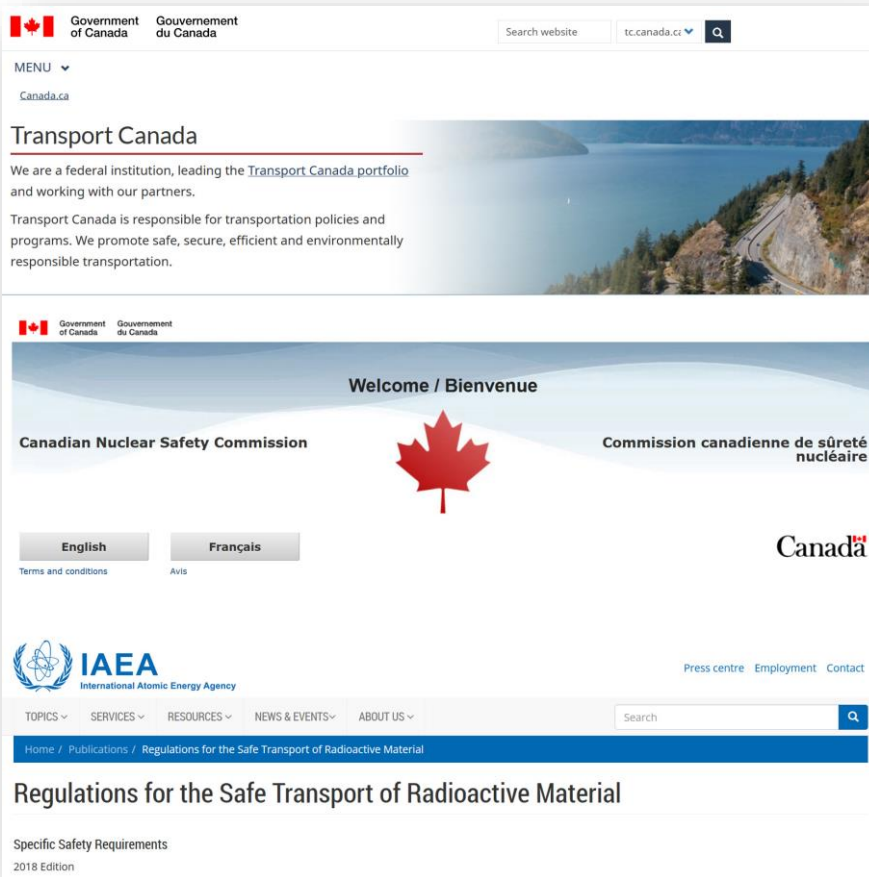 Government of Canada Gouvernement du Canada
Search website tc.canada.ca
MENU
Canada.ca
Transport Canada
We are a federal institution, leading the Transport Canada portfolio
and working with our partners.
Transport Canada is responsible for transportation policies and
programs. We promote safe, secure, efficient and environmentally
responsible transportation.
Government of Canada Gouvernement du Canada
Welcome / Bienvenue
Canadian Nuclear Safety Commission
Commission canadienne de sûreté
nucléaire
English Français
Canada
Terms and conditions Avis
IAEA
International Atomic Energy Agency
Press centre Employment Contact
TOPICS SERVICES RESOURCES NEWS & EVENTS ABOUT US Search
Home / Publications / Regulations for the Safe Transport of Radioactive Material
Regulations for the Safe Transport of Radioactive Material
Specific Safety Requirements
2018 Edition